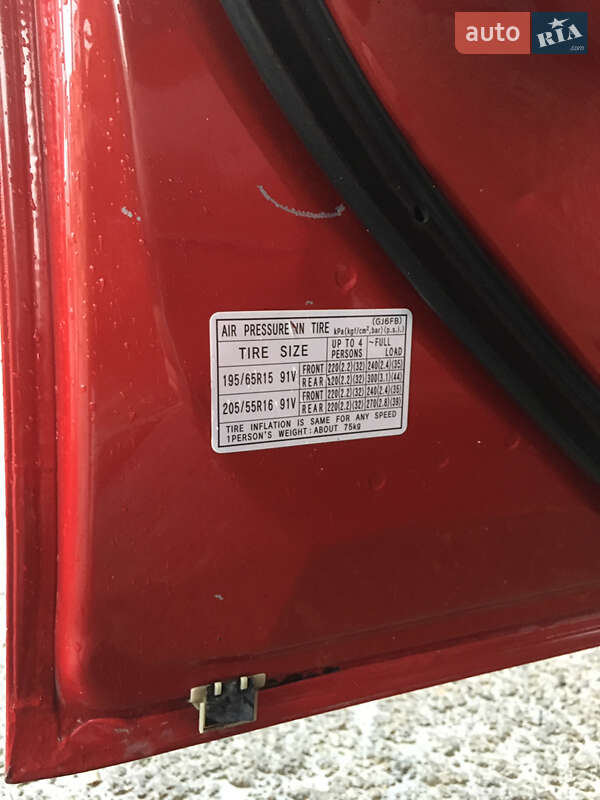 auto RIA .com
(GJ6FB)
AIR PRESSURE IN TIRE kPa(kgf/cm²,bar)(p.s.i.)
TIRE SIZE UP TO 4 PERSONS ~FULL LOAD
195/65R15 91V FRONT 220(2.2)(32) 240(2.4)(35)
REAR 220(2.2)(32) 300(3.1)(44)
205/55R16 91V FRONT 220(2.2)(32) 240(2.4)(35)
REAR 220(2.2)(32) 270(2.8)(39)
TIRE INFLATION IS SAME FOR ANY SPEED
1PERSON'S WEIGHT:ABOUT 75kg